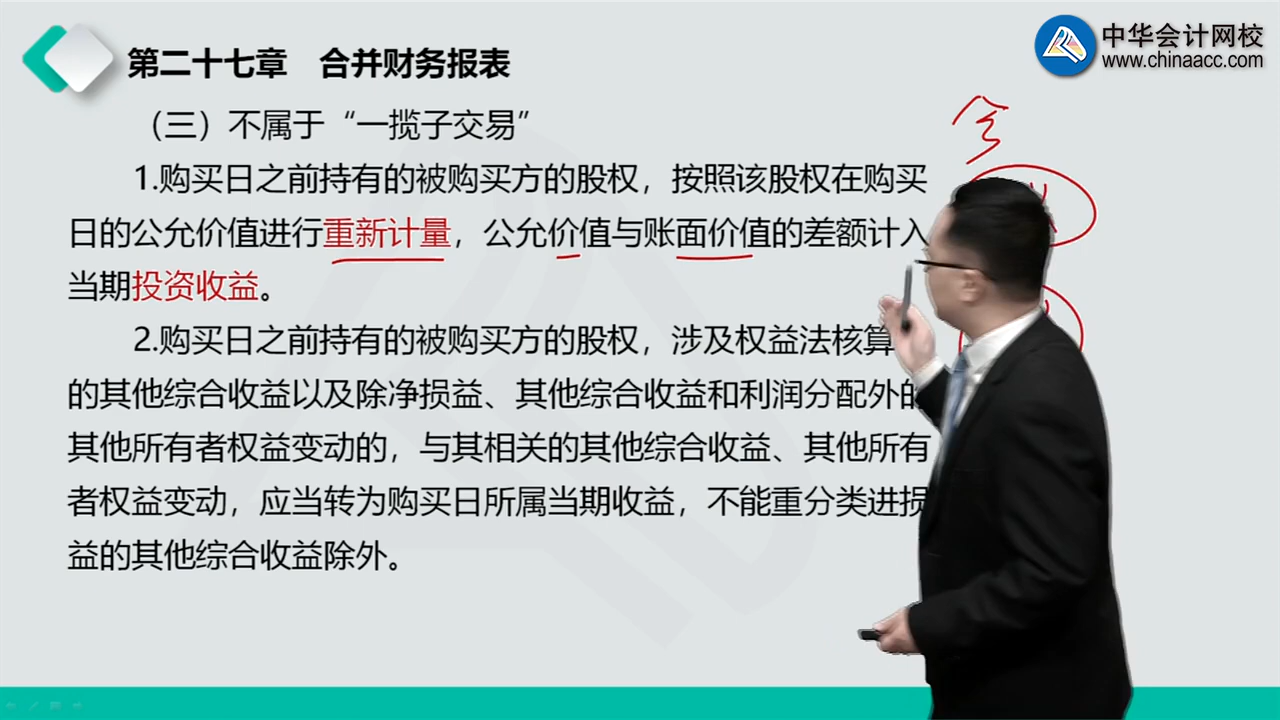 中华会计网校
www.chinaacc.com
第二十七章 合并财务报表
（三）不属于“一揽子交易”
1.购买日之前持有的被购买方的股权，按照该股权在购买
日的公允价值进行重新计量，公允价值与账面价值的差额计入
当期投资收益。
2.购买日之前持有的被购买方的股权，涉及权益法核算
的其他综合收益以及除净损益、其他综合收益和利润分配外的
其他所有者权益变动的，与其相关的其他综合收益、其他所有
者权益变动，应当转为购买日所属当期收益，不能重分类进损
益的其他综合收益除外。